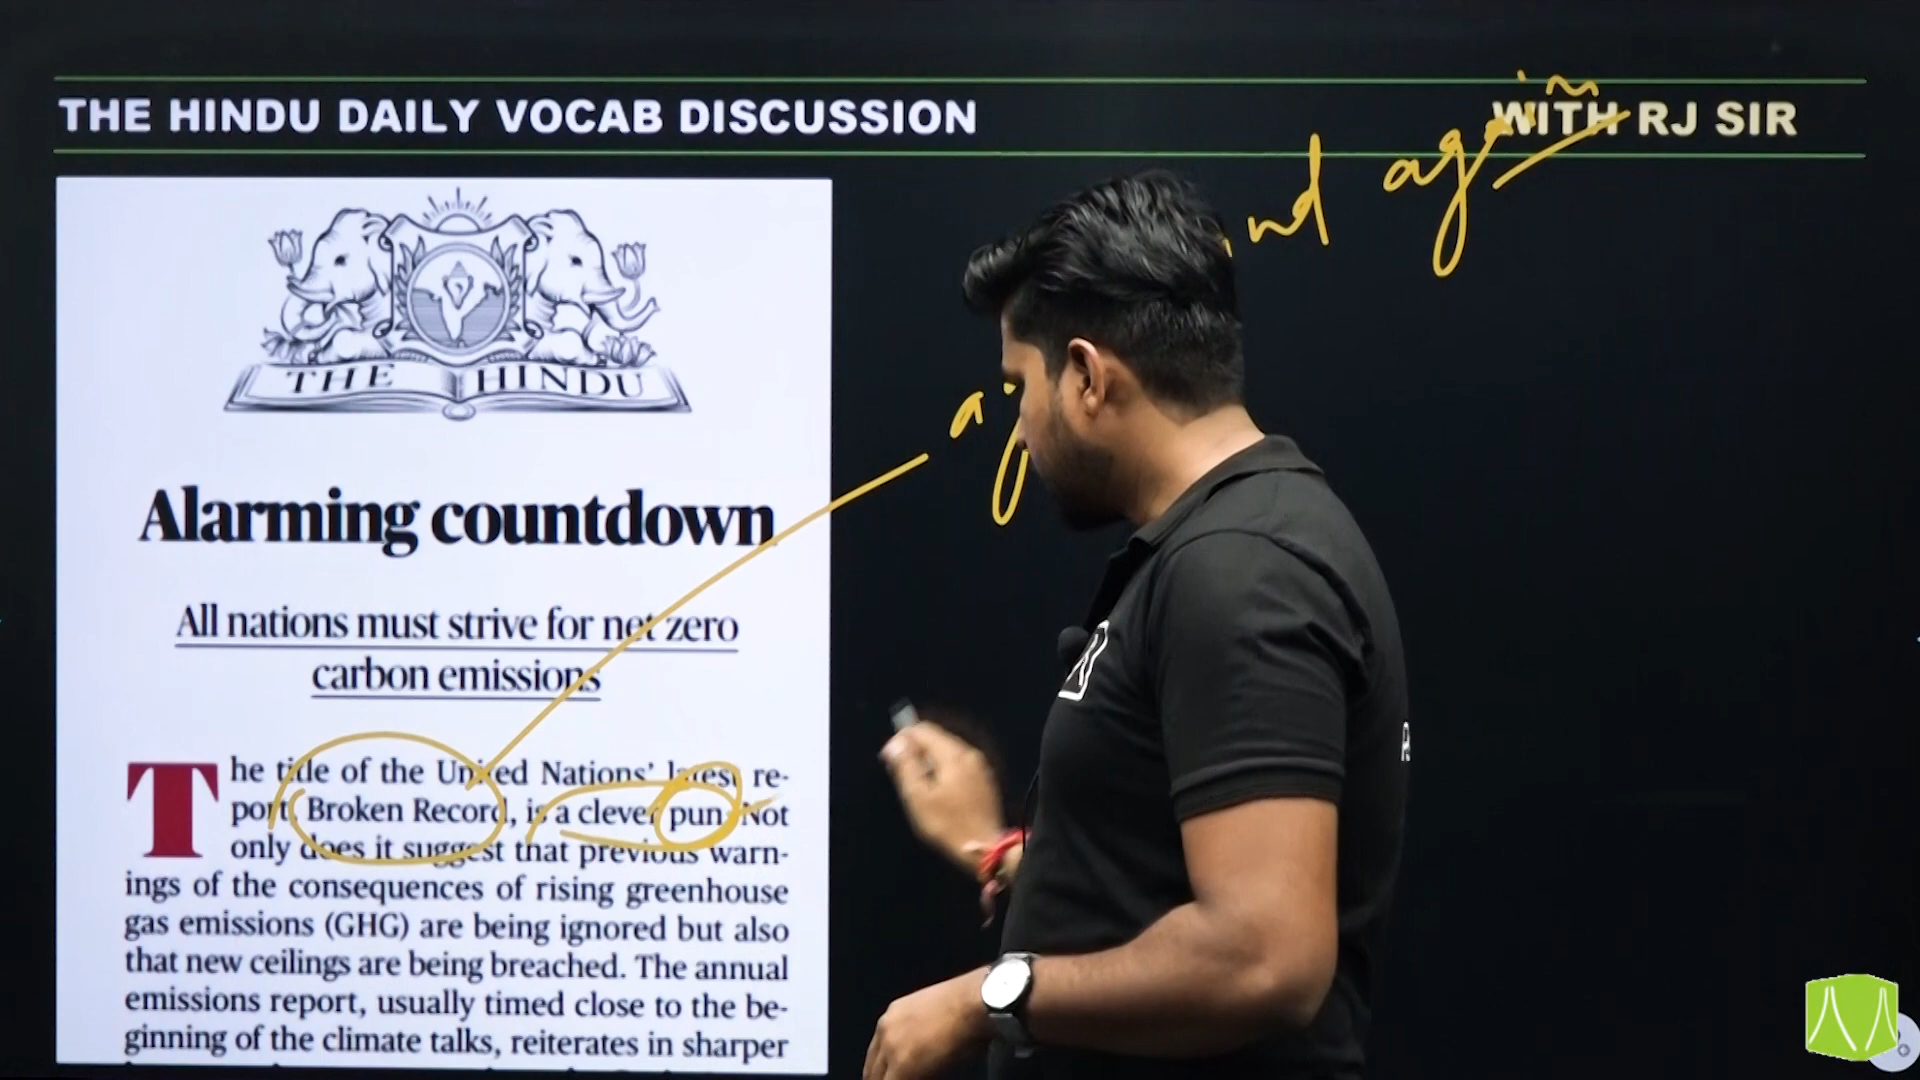 THE HINDU DAILY VOCAB DISCUSSION
WITH RJ SIR
again
THE HINDU
Alarming countdown
All nations must strive for net zero
carbon emissions
The title of the United Nations’ latest re-
port, Broken Record, is a clever pun. Not
only does it suggest that previous warn-
ings of the consequences of rising greenhouse
gas emissions (GHG) are being ignored but also
that new ceilings are being breached. The annual
emissions report, usually timed close to the be-
ginning of the climate talks, reiterates in sharper